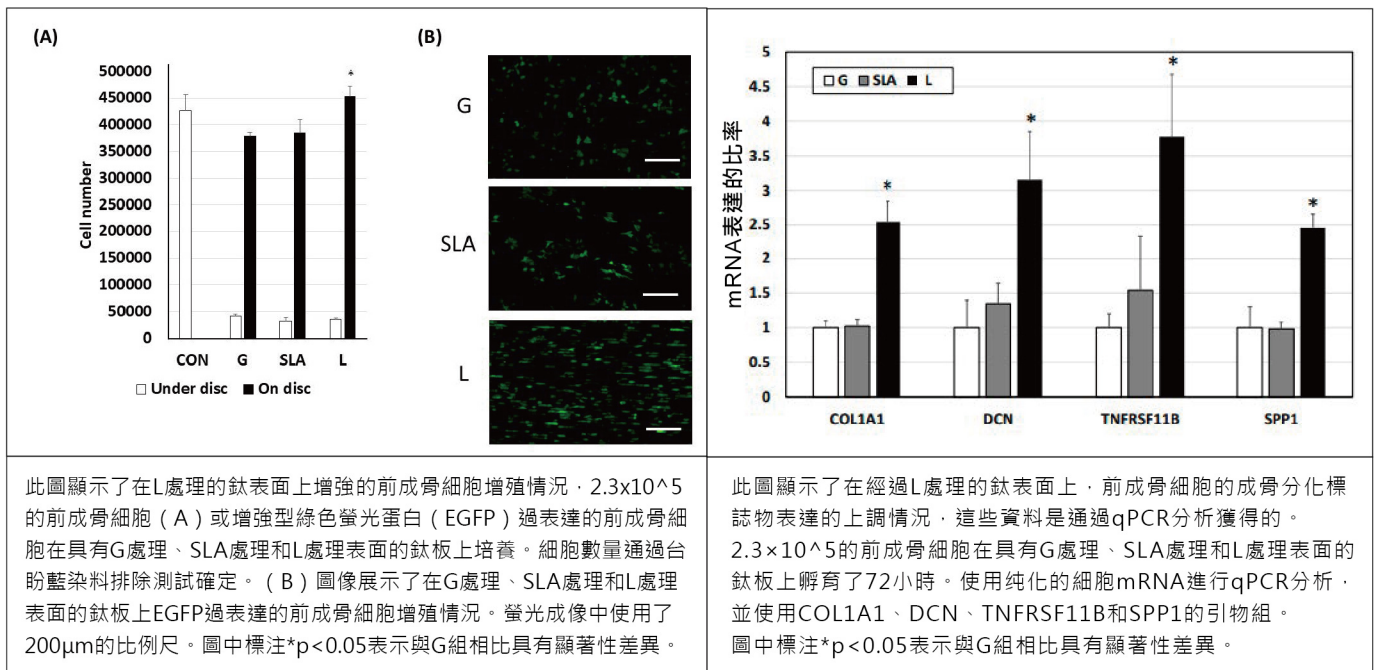 (A)
500000
450000
400000
350000
300000
250000
200000
150000
100000
50000
0
Cell number
*
CON
G
SLA
L
Under disc
On disc
(B)
G
SLA
L
mRNA表達的比率
5
4.5
4
3.5
3
2.5
2
1.5
1
0.5
0
G
SLA
L
*
*
*
*
COL1A1
DCN
TNFRSF11B
SPP1
此圖顯示了在L處理的鈦表面上增強的前成骨細胞增殖情況，2.3x10^5
的前成骨細胞（A）或增強型綠色螢光蛋白（EGFP）過表達的前成骨細
胞在具有G處理、SLA處理和L處理表面的鈦板上培養。細胞數量通過台
盼藍染料排除測試確定。（B）圖像展示了在G處理、SLA處理和L處理
表面的鈦板上EGFP過表達的前成骨細胞增殖情況。螢光成像中使用了
200μm的比例尺。圖中標注*p<0.05表示與G組相比具有顯著性差異。
此圖顯示了在經過L處理的鈦表面上，前成骨細胞的成骨分化標
誌物表達的上調情況，這些資料是通過qPCR分析獲得的。
2.3×10^5的前成骨細胞在具有G處理、SLA處理和L處理表面的
鈦板上孵育了72小時。使用纯化的細胞mRNA進行qPCR分析，
並使用COL1A1、DCN、TNFRSF11B和SPP1的引物組。
圖中標注*p<0.05表示與G組相比具有顯著性差異。